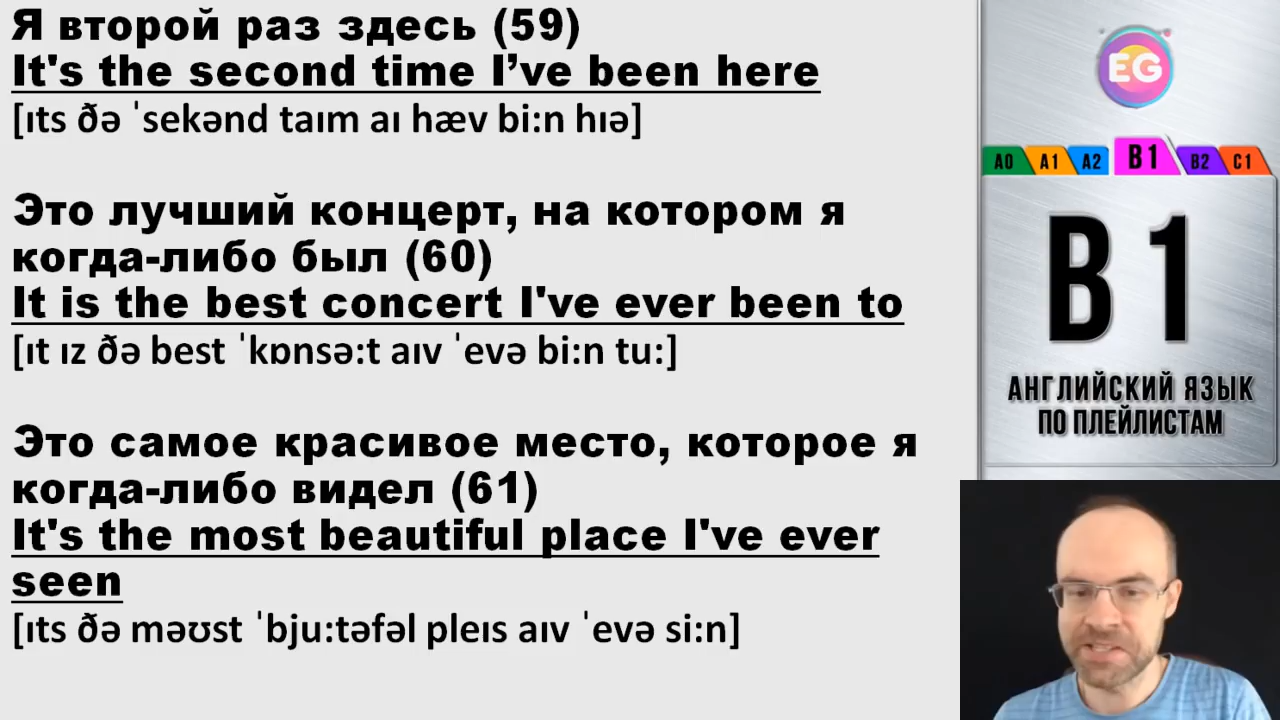 Я второй раз здесь (59)
It's the second time I’ve been here
[ɪts ðə ˈsekənd taɪm aɪ hæv bi:n hɪə]
Это лучший концерт, на котором я
когда-либо был (60)
It is the best concert I've ever been to
[ɪt ɪz ðə best ˈkɒnsə:t aɪv ˈevə bi:n tu:]
Это самое красивое место, которое я
когда-либо видел (61)
It's the most beautiful place I've ever
seen
[ɪts ðə məʊst ˈbju:təfəl pleɪs aɪv ˈevə si:n]
EG
A0 A1 A2 B1 B2 C1
B1
АНГЛИЙСКИЙ ЯЗЫК
ПО ПЛЕЙЛИСТАМ